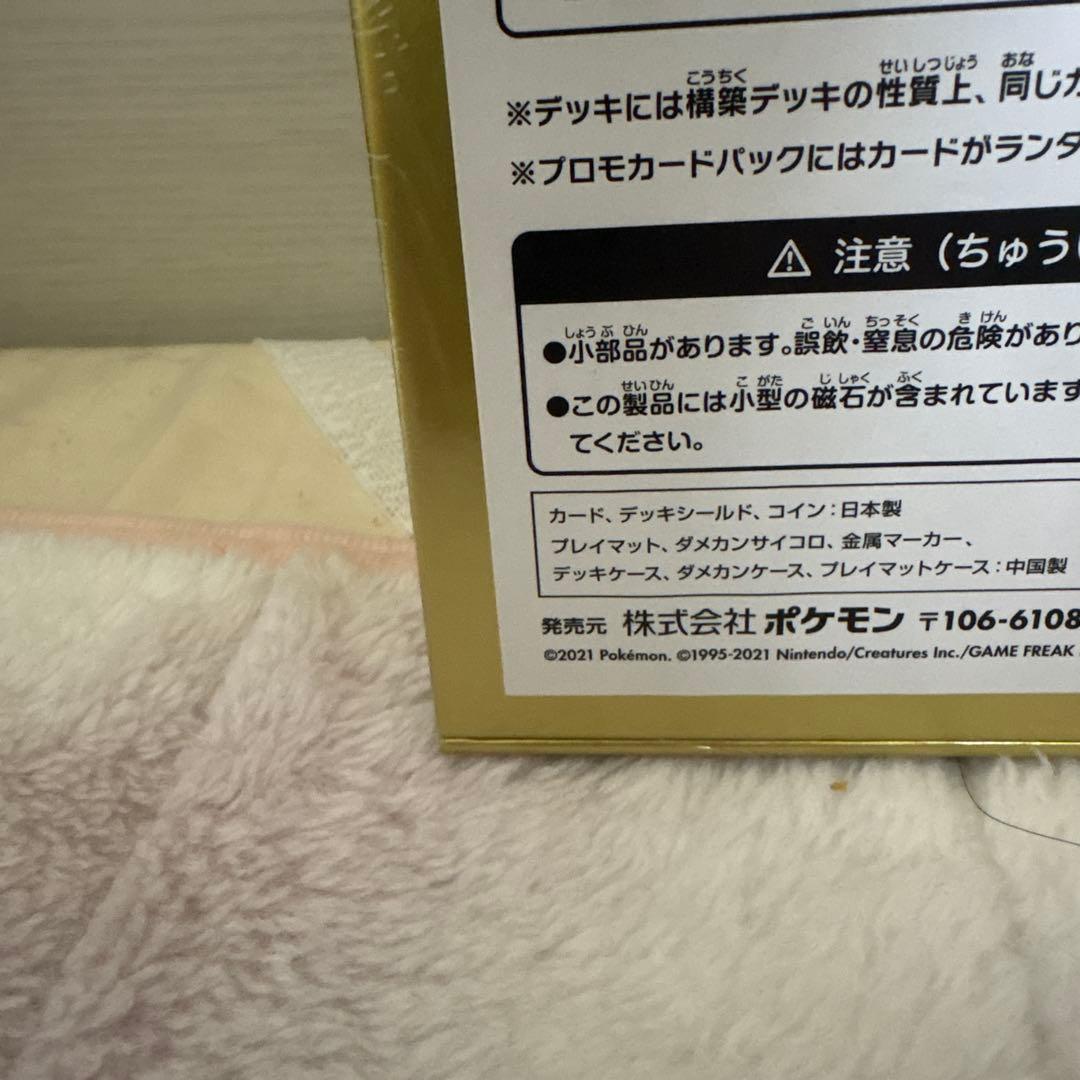 ※デッキには構築デッキの性質上、同じカ
※プロモカードパックにはカードがランダ
⚠ 注意（ちゅうい
●小部品があります。誤飲・窒息の危険があり
●この製品には小型の磁石が含まれています
てください。
カード、デッキシールド、コイン：日本製
プレイマット、ダメカンサイコロ、金属マーカー、
デッキケース、ダメカンケース、プレイマットケース：中国製
発売元 株式会社 ポケモン 〒106-6108
©2021 Pokémon. ©1995-2021 Nintendo/Creatures Inc./GAME FREAK